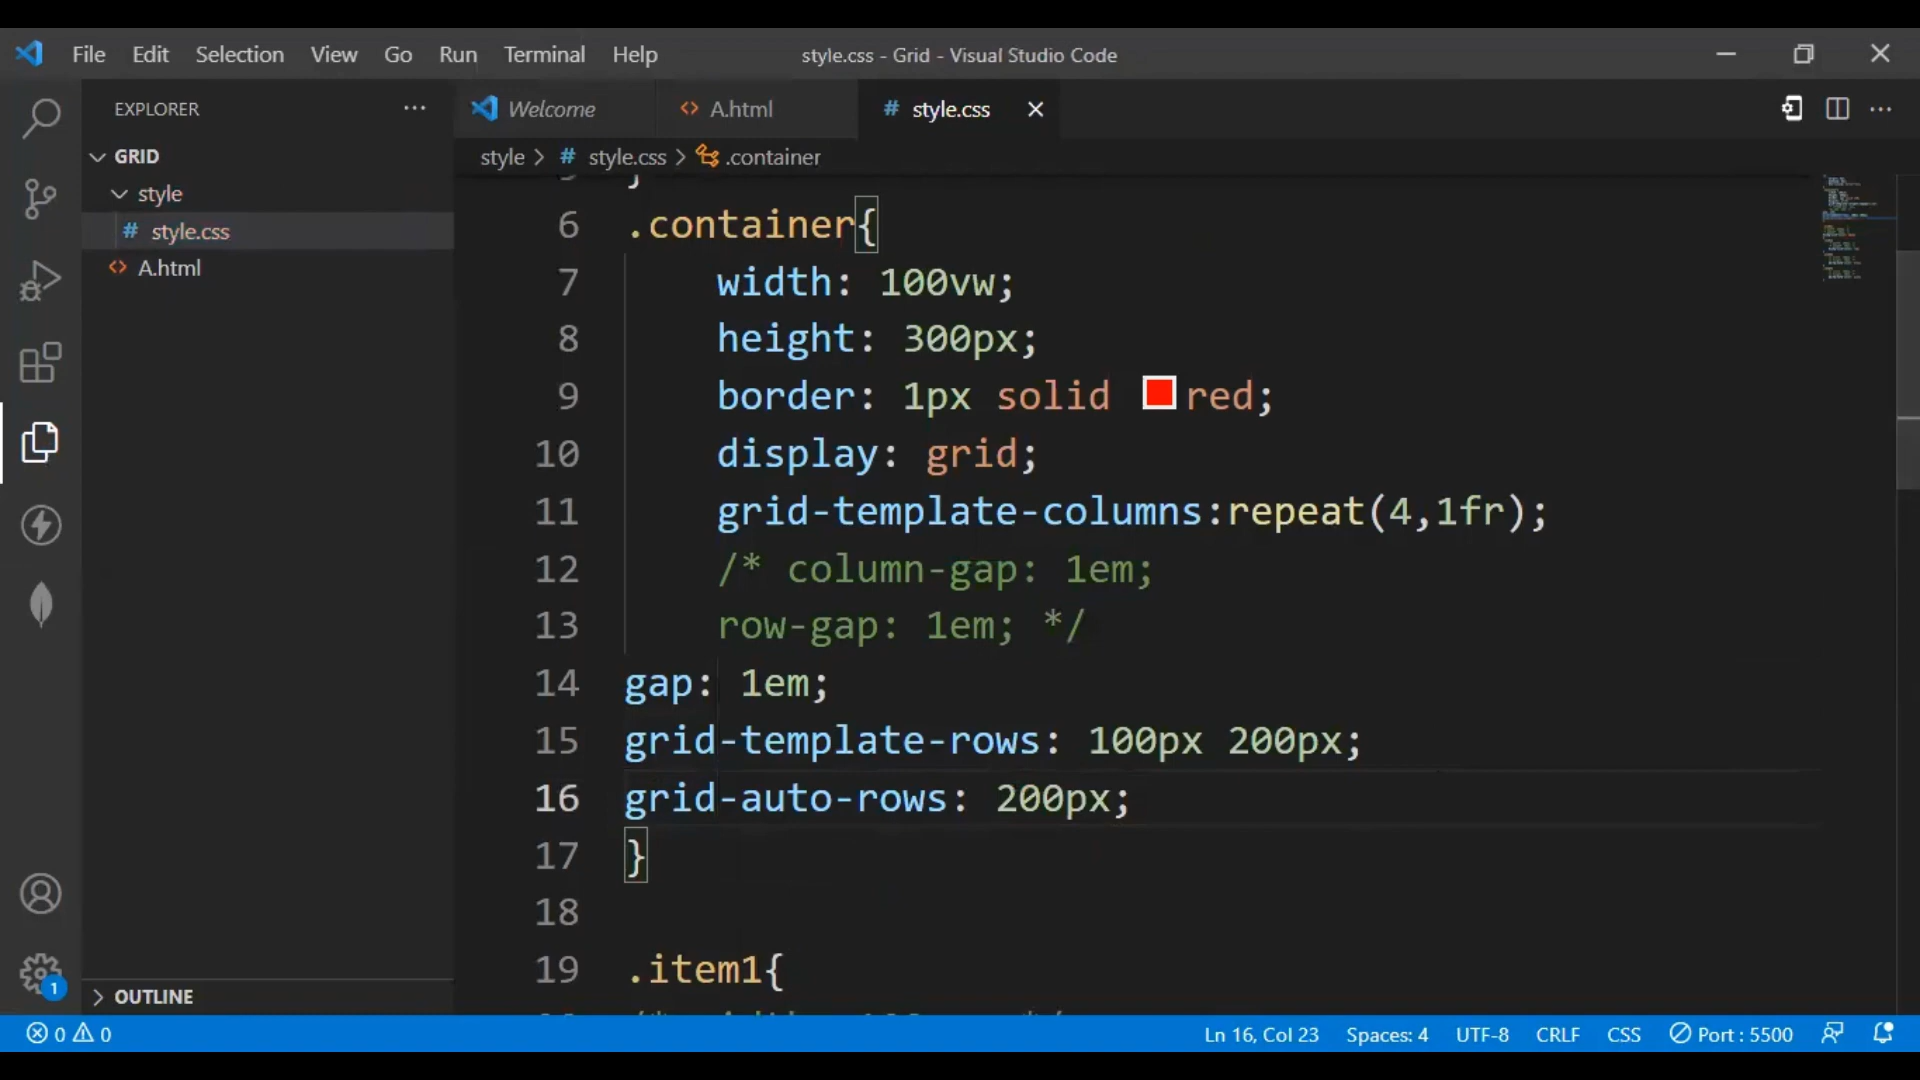 File Edit Selection View Go Run Terminal Help
style.css - Grid - Visual Studio Code
EXPLORER
GRID
style
style.css
A.html
OUTLINE
Welcome
A.html
style.css
style > style.css > .container
6 .container{
7 width: 100vw;
8 height: 300px;
9 border: 1px solid red;
10 display: grid;
11 grid-template-columns:repeat(4,1fr);
12 /* column-gap: 1em;
13 row-gap: 1em; */
14 gap: 1em;
15 grid-template-rows: 100px 200px;
16 grid-auto-rows: 200px;
17 }
18
19 .item1{
1
0 0
Ln 16, Col 23 Spaces: 4 UTF-8 CRLF CSS Port : 5500